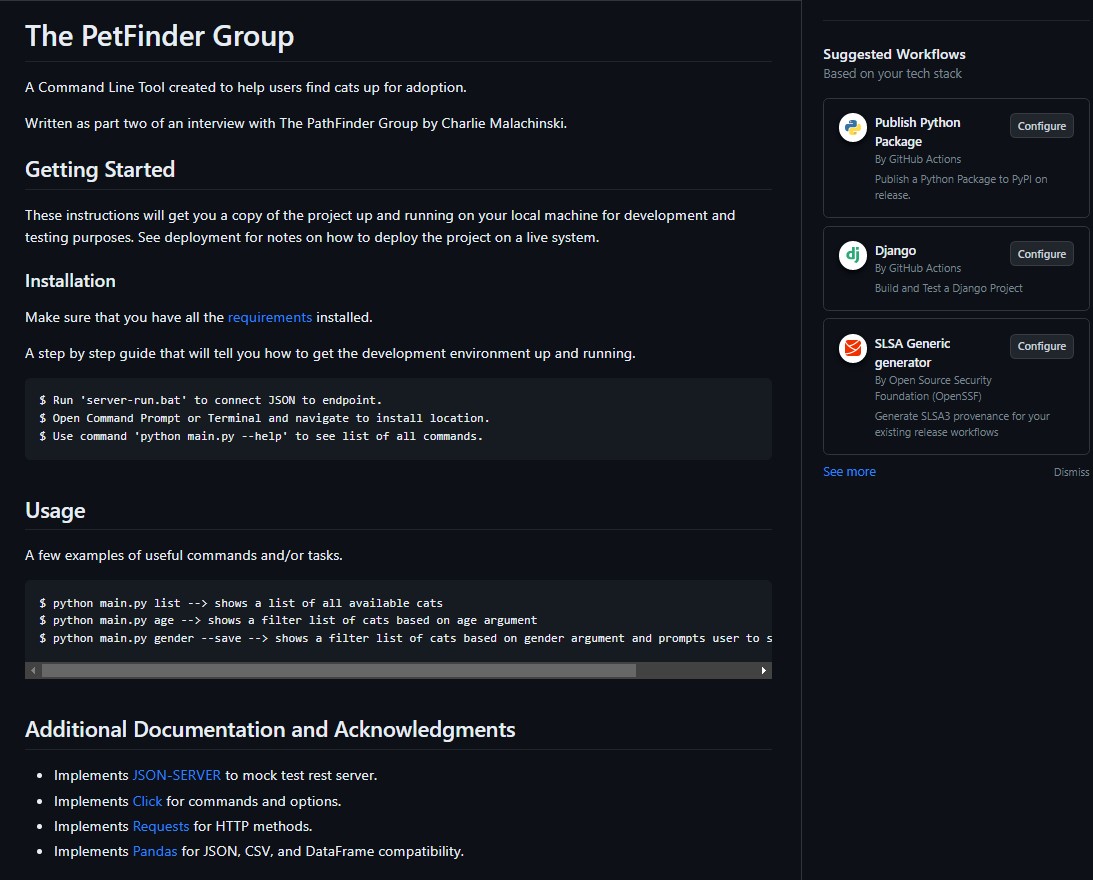 The PetFinder Group
A Command Line Tool created to help users find cats up for adoption.
Written as part two of an interview with The PathFinder Group by Charlie Malachinski.
Getting Started
These instructions will get you a copy of the project up and running on your local machine for development and
testing purposes. See deployment for notes on how to deploy the project on a live system.
Installation
Make sure that you have all the requirements installed.
A step by step guide that will tell you how to get the development environment up and running.
$ Run 'server-run.bat' to connect JSON to endpoint.
$ Open Command Prompt or Terminal and navigate to install location.
$ Use command 'python main.py --help' to see list of all commands.
Usage
A few examples of useful commands and/or tasks.
$ python main.py list --> shows a list of all available cats
$ python main.py age --> shows a filter list of cats based on age argument
$ python main.py gender --save --> shows a filter list of cats based on gender argument and prompts user to s
Additional Documentation and Acknowledgments
• Implements JSON-SERVER to mock test rest server.
• Implements Click for commands and options.
• Implements Requests for HTTP methods.
• Implements Pandas for JSON, CSV, and DataFrame compatibility.
Suggested Workflows
Based on your tech stack
Publish Python
Package
Configure
By GitHub Actions
Publish a Python Package to PyPI on
release.
dj
Django
Configure
By GitHub Actions
Build and Test a Django Project
SLSA Generic
generator
Configure
By Open Source Security
Foundation (OpenSSF)
Generate SLSA3 provenance for your
existing release workflows
See more
Dismiss